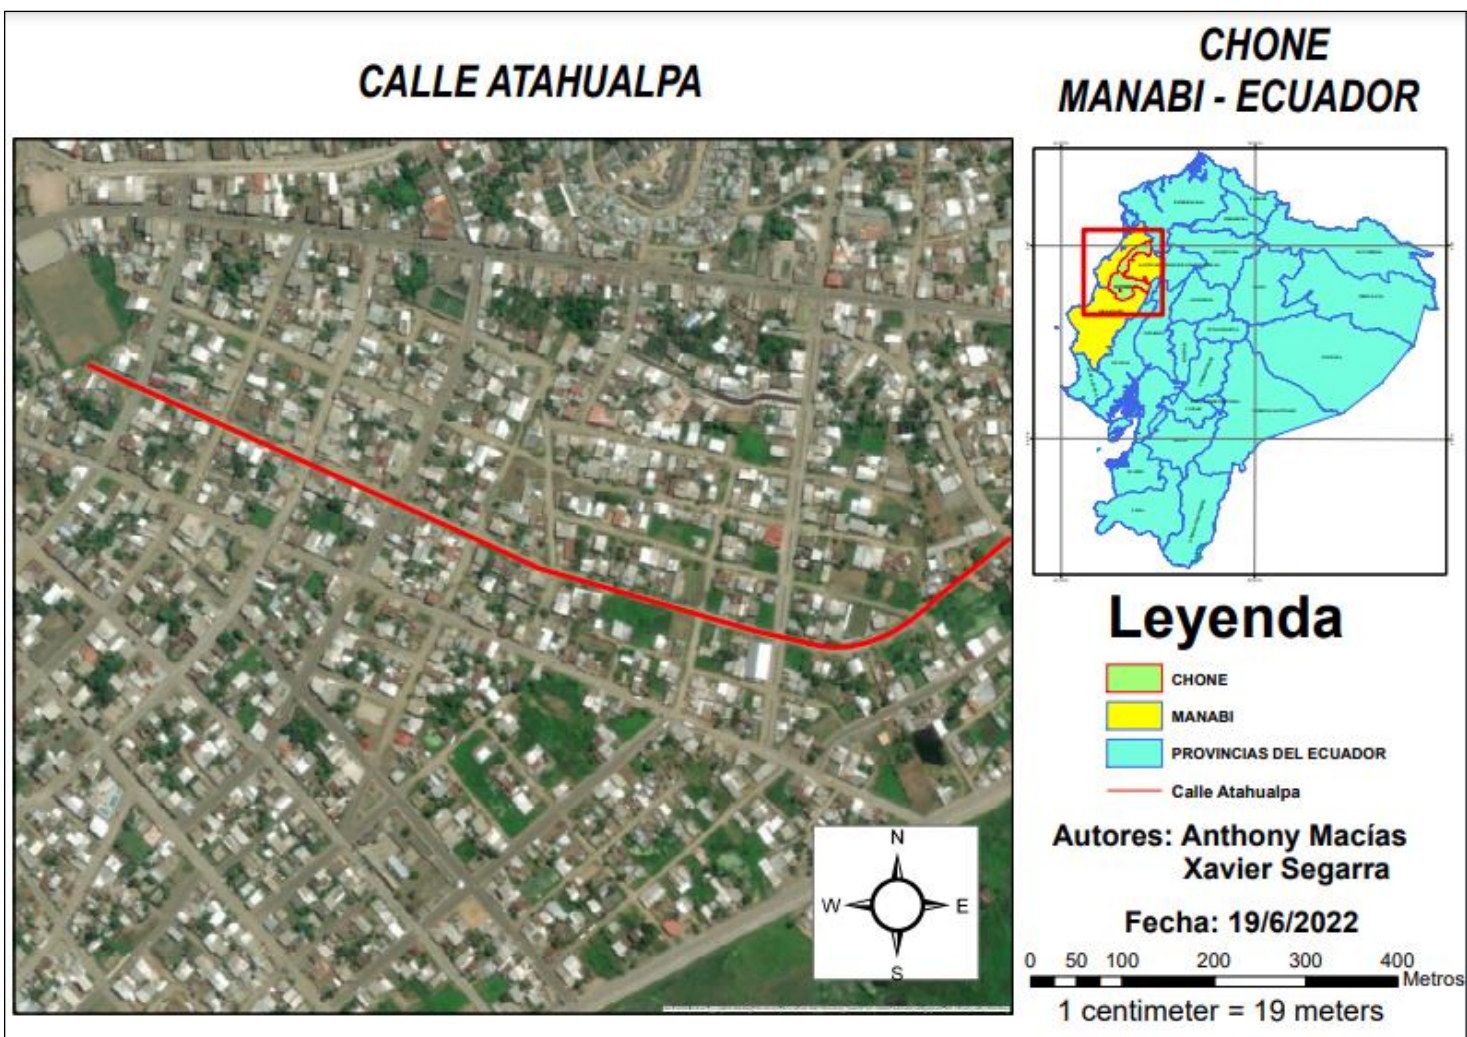 CALLE ATAHUALPA
CHONE
MANABI - ECUADOR
Leyenda
CHONE
MANABI
PROVINCIAS DEL ECUADOR
Calle Atahualpa
Autores: Anthony Macías
Xavier Segarra
Fecha: 19/6/2022
0 50 100 200 300 400
Metros
1 centimeter = 19 meters
N
W E
S